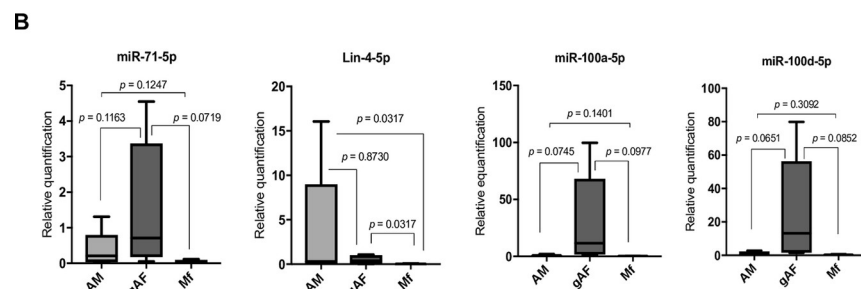 B
miR-71-5p
Relative quantification
5
4
3
2
1
0
p = 0.1247
p = 0.1163
p = 0.0719
AM
gAF
Mf
Lin-4-5p
Relative quantification
20
15
10
5
0
p = 0.0317
p = 0.8730
p = 0.0317
AM
gAF
Mf
miR-100a-5p
Relative equantification
150
100
50
0
p = 0.1401
p = 0.0745
p = 0.0977
AM
gAF
Mf
miR-100d-5p
Relative quantification
100
80
60
40
20
0
p = 0.3092
p = 0.0651
p = 0.0852
AM
gAF
Mf